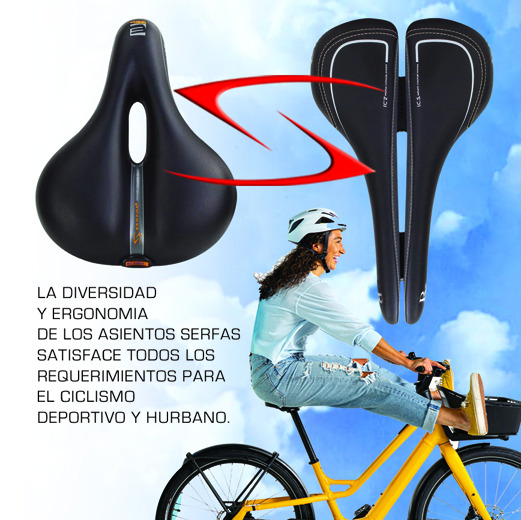 LA DIVERSIDAD
Y ERGONOMIA
DE LOS ASIENTOS SERFAS
SATISFACE TODOS LOS
REQUERIMIENTOS PARA
EL CICLISMO
DEPORTIVO Y HURBANO.